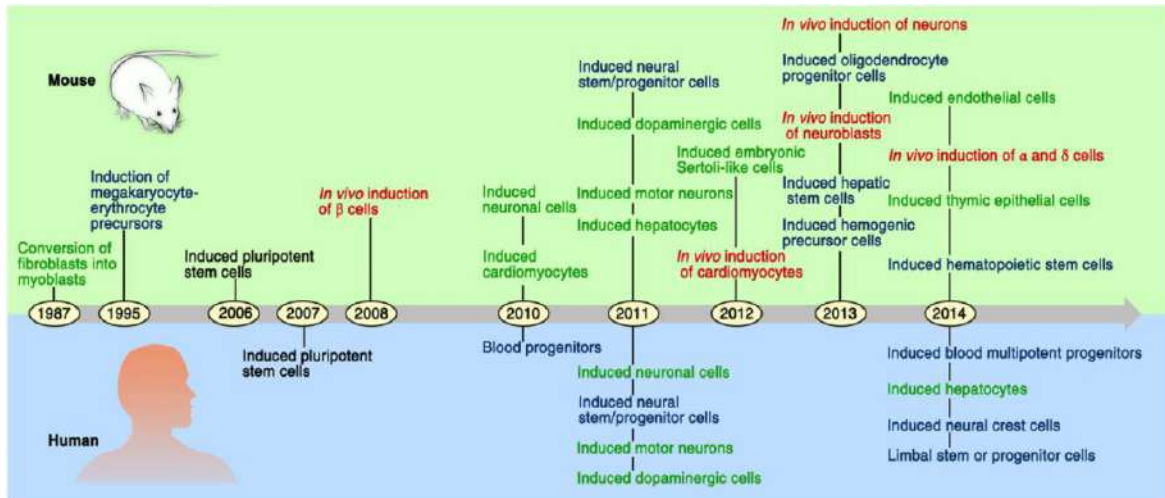 Mouse
Conversion of
fibroblasts into
myoblasts
Induction of
megakaryocyte-
erythrocyte
precursors
Induced pluripotent
stem cells
In vivo induction
of β cells
Induced
neuronal cells
Induced
cardiomyocytes
Induced neural
stem/progenitor cells
Induced dopaminergic cells
Induced motor neurons
Induced hepatocytes
Induced embryonic
Sertoli-like cells
In vivo induction
of cardiomyocytes
In vivo induction of neurons
Induced oligodendrocyte
progenitor cells
In vivo induction
of neuroblasts
Induced hepatic
stem cells
Induced hemogenic
precursor cells
Induced endothelial cells
In vivo induction of α and δ cells
Induced thymic epithelial cells
Induced hematopoietic stem cells
1987
1995
2006
2007
2008
2010
2011
2012
2013
2014
Human
Induced pluripotent
stem cells
Blood progenitors
Induced neuronal cells
Induced neural
stem/progenitor cells
Induced motor neurons
Induced dopaminergic cells
Induced blood multipotent progenitors
Induced hepatocytes
Induced neural crest cells
Limbal stem or progenitor cells